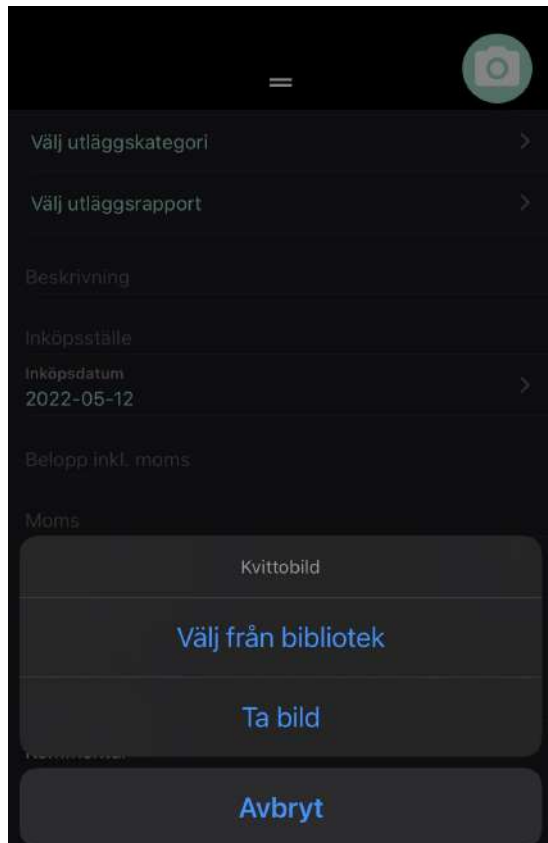 Välj utläggskategori
Välj utläggsrapport
Beskrivning
Inköpsställe
Inköpsdatum
2022-05-12
Belopp inkl. moms
Moms
Kvittobild
Välj från bibliotek
Ta bild
Avbryt